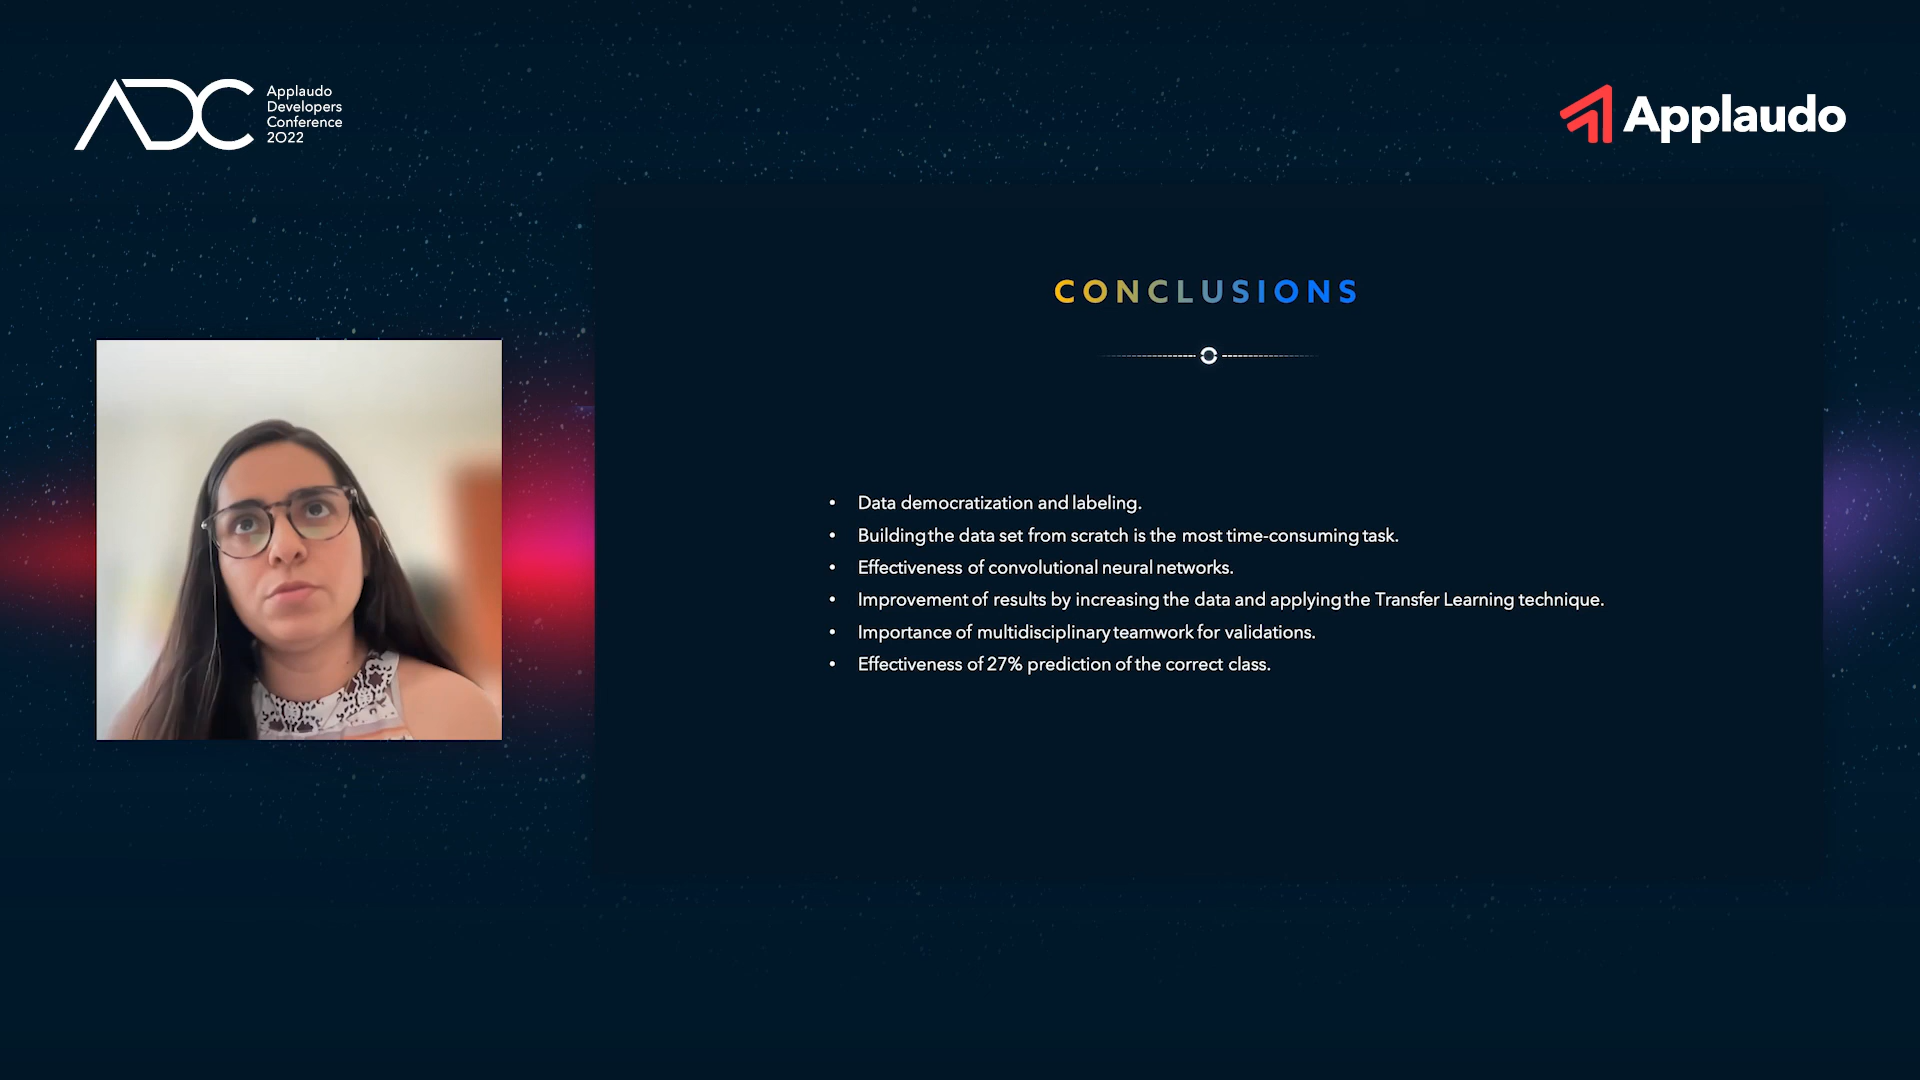 ADC
Applaudo
Developers
Conference
2022
Applaudo
CONCLUSIONS
• Data democratization and labeling.
• Building the data set from scratch is the most time-consuming task.
• Effectiveness of convolutional neural networks.
• Improvement of results by increasing the data and applying the Transfer Learning technique.
• Importance of multidisciplinary teamwork for validations.
• Effectiveness of 27% prediction of the correct class.